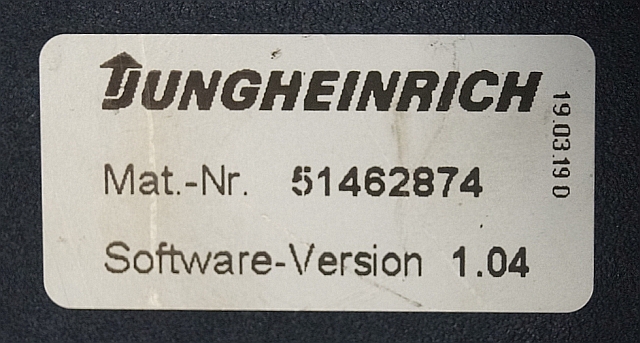 JUNGHEINRICH
Mat.-Nr. 51462874
Software-Version 1.04
19.03.19 0